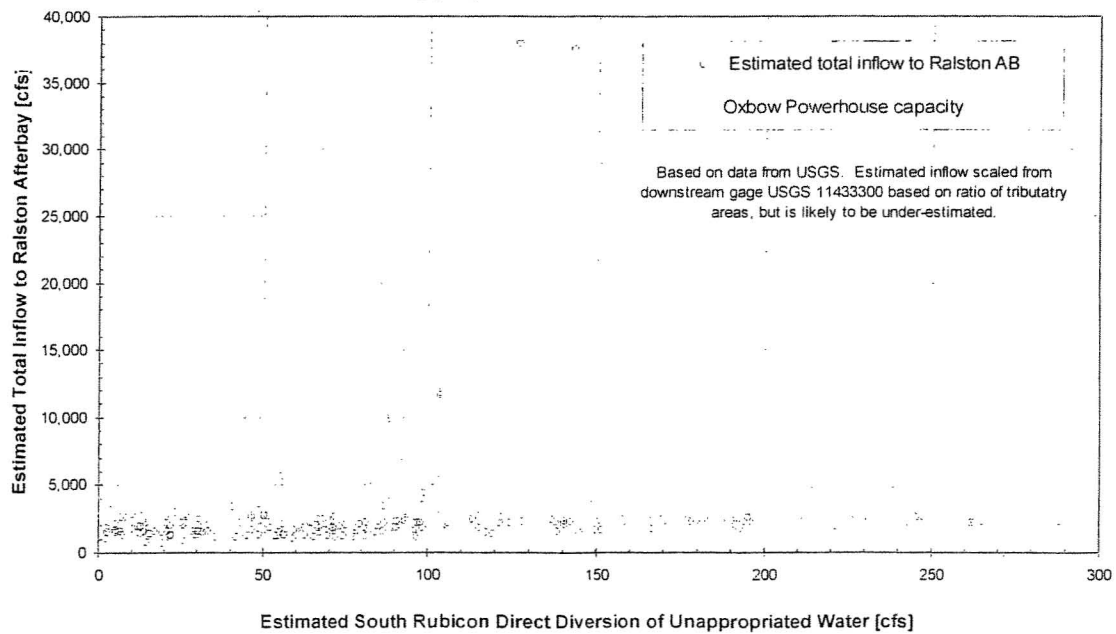 40,000
35,000
30,000
25,000
20,000
15,000
10,000
5,000
0
Estimated Total Inflow to Ralston Afterbay [cfs]
Estimated total inflow to Ralston AB
Oxbow Powerhouse capacity
Based on data from USGS. Estimated inflow scaled from
downstream gage USGS 11433300 based on ratio of tributatry
areas, but is likely to be under-estimated.
0 50 100 150 200 250 300
Estimated South Rubicon Direct Diversion of Unappropriated Water [cfs]